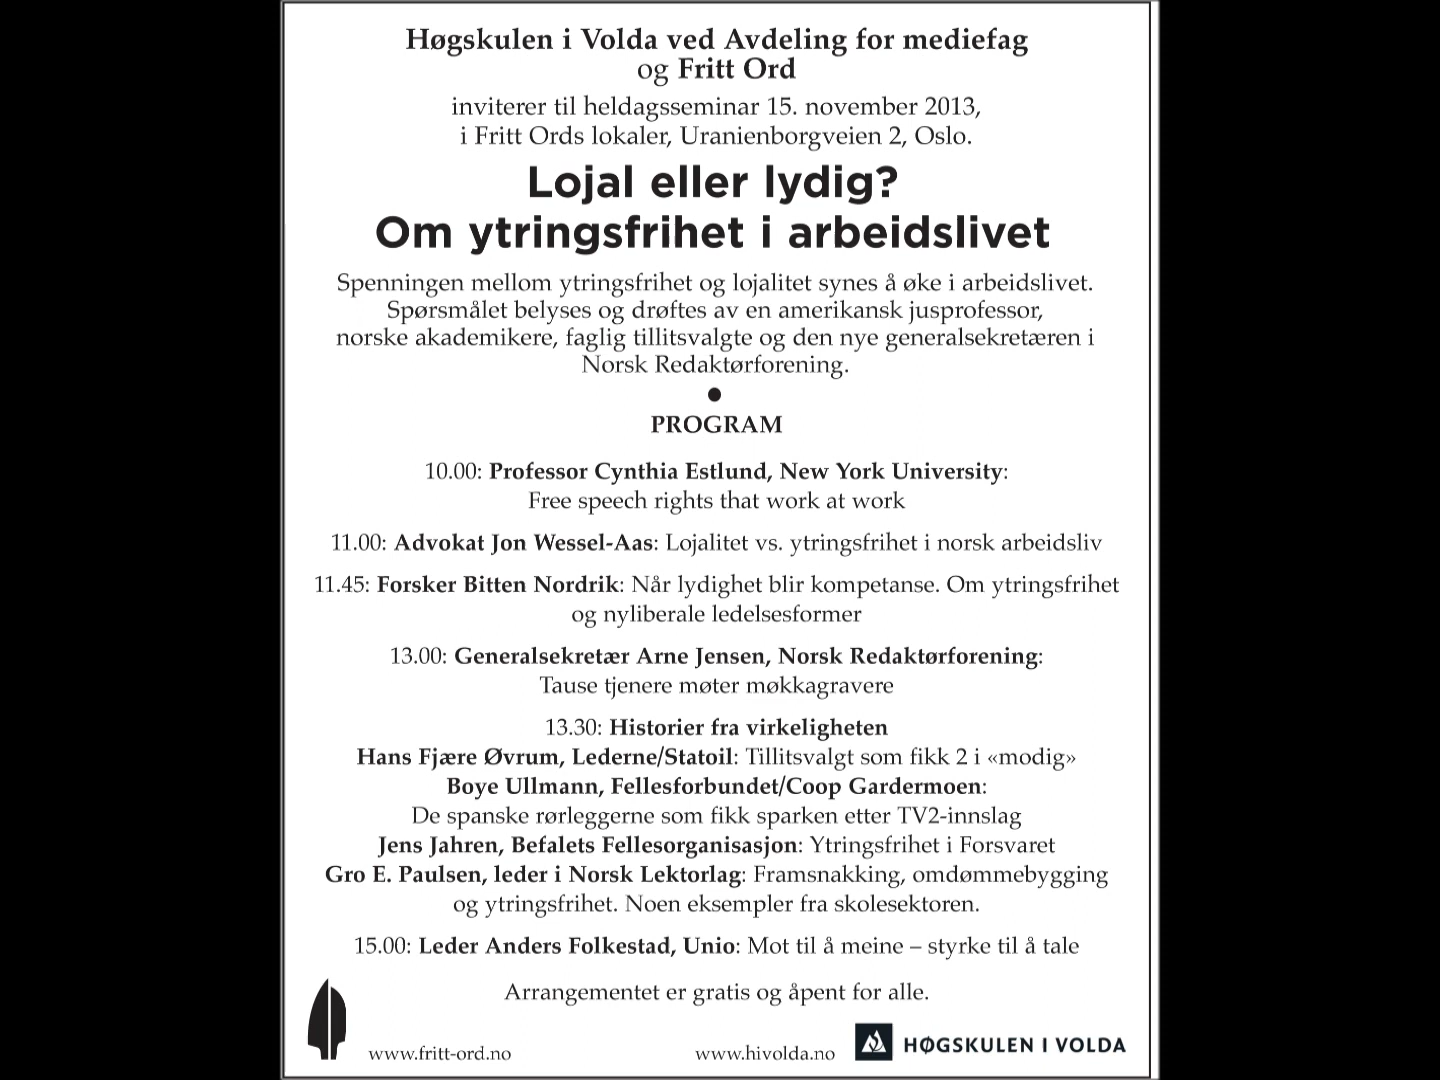 Høgskulen i Volda ved Avdeling for mediefag
og Fritt Ord
inviterer til heldagsseminar 15. november 2013,
i Fritt Ords lokaler, Uranienborgveien 2, Oslo.
Lojal eller lydig?
Om ytringsfrihet i arbeidslivet
Spenningen mellom ytringsfrihet og lojalitet synes å øke i arbeidslivet.
Spørsmålet belyses og drøftes av en amerikansk jusprofessor,
norske akademikere, faglig tillitsvalgte og den nye generalsekretæren i
Norsk Redaktørforening.
●
PROGRAM
10.00: Professor Cynthia Estlund, New York University:
Free speech rights that work at work
11.00: Advokat Jon Wessel-Aas: Lojalitet vs. ytringsfrihet i norsk arbeidsliv
11.45: Forsker Bitten Nordrik: Når lydighet blir kompetanse. Om ytringsfrihet
og nyliberale ledelsesformer
13.00: Generalsekretær Arne Jensen, Norsk Redaktørforening:
Tause tjenere møter møkkagravere
13.30: Historier fra virkeligheten
Hans Fjære Øvrum, Lederne/Statoil: Tillitsvalgt som fikk 2 i «modig»
Boye Ullmann, Fellesforbundet/Coop Gardermoen:
De spanske rørleggerne som fikk sparken etter TV2-innslag
Jens Jahren, Befalets Fellesorganisasjon: Ytringsfrihet i Forsvaret
Gro E. Paulsen, leder i Norsk Lektorlag: Framsnakking, omdømmebygging
og ytringsfrihet. Noen eksempler fra skolesektoren.
15.00: Leder Anders Folkestad, Unio: Mot til å meine – styrke til å tale
Arrangementet er gratis og åpent for alle.
www.fritt-ord.no
www.hivolda.no
HØGSKULEN I VOLDA